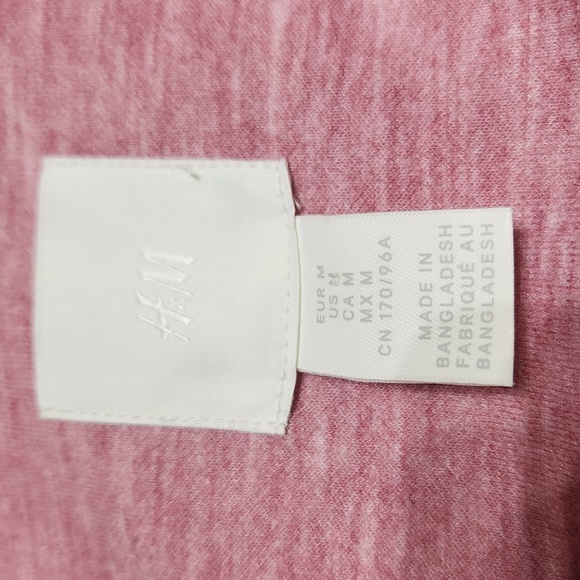 H&M
EUR M
US M
CA M
MX M
CN 170/96A
MADE IN
BANGLADESH
FABRIQUÉ AU
BANGLADESH